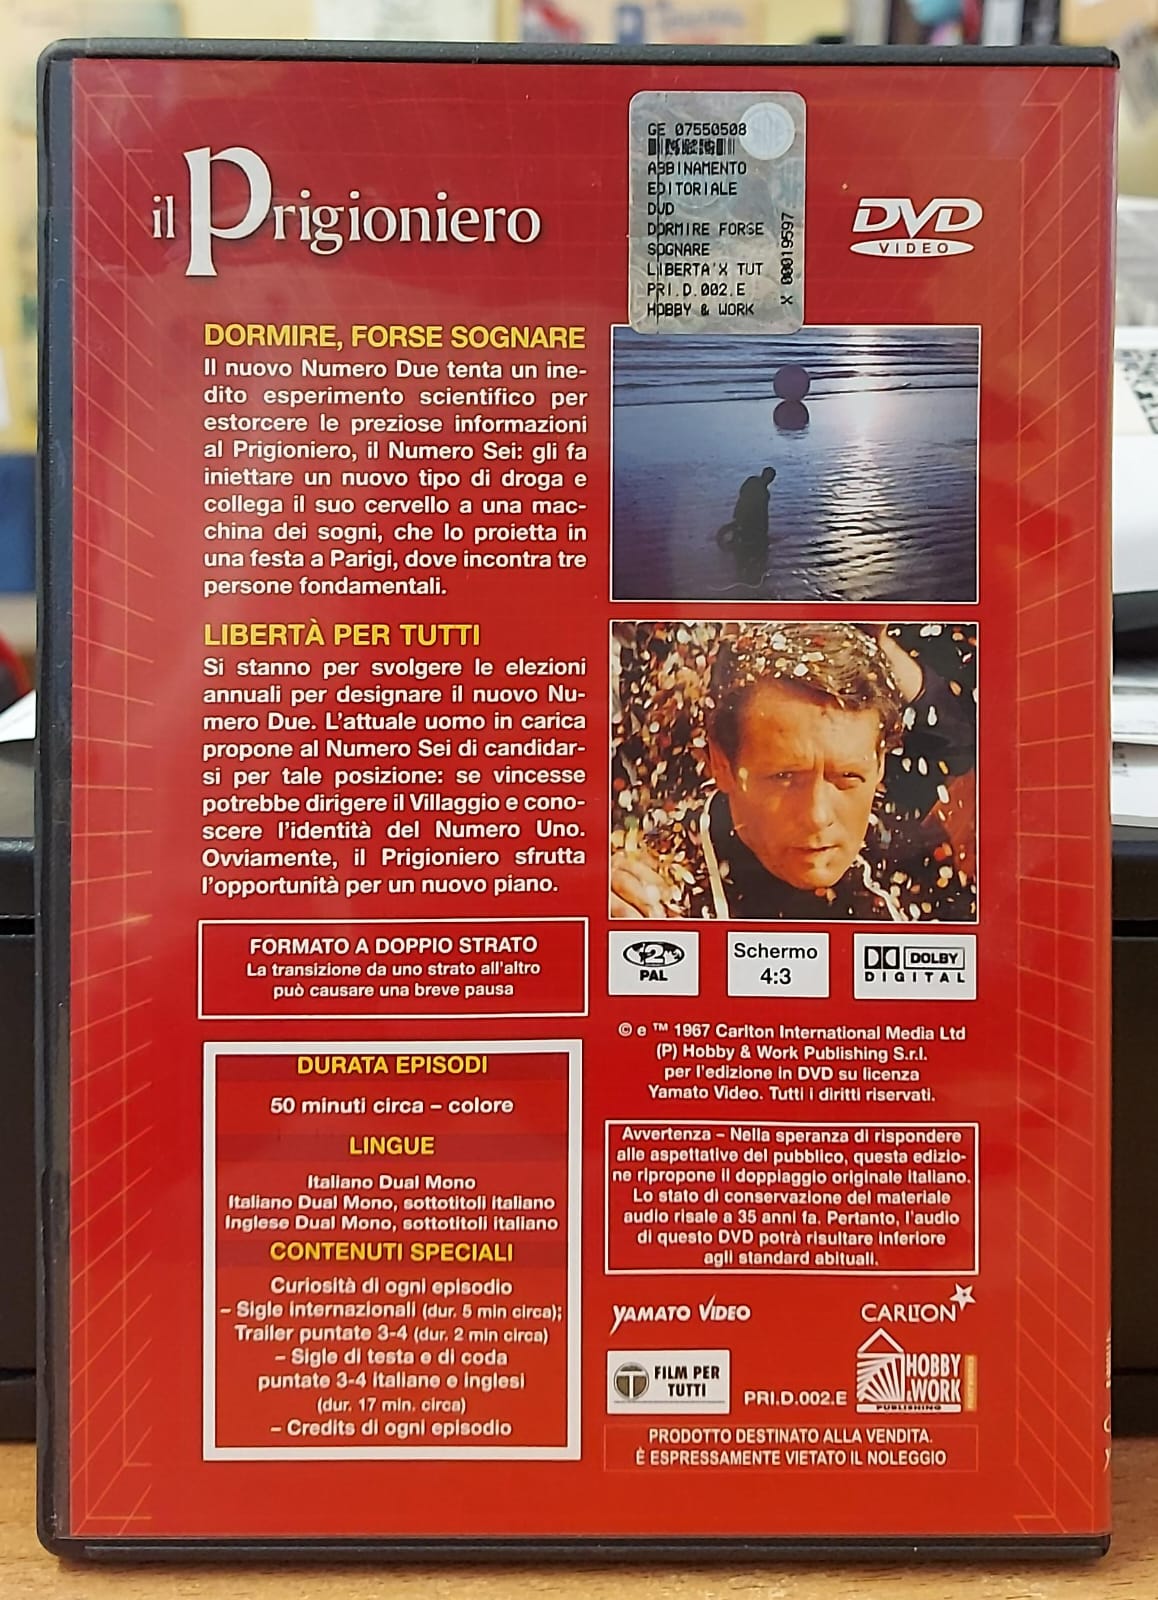 il Prigioniero
GE 07550508
ABBINAMENTO
EDITORIALE
DVD
DORMIRE FORSE
SOGNARE
LIBERTA'X TUT
PRI.D.002.E
HOBBY & WORK
X 00019597
DVD
VIDEO
DORMIRE, FORSE SOGNARE
Il nuovo Numero Due tenta un ine-
dito esperimento scientifico per
estorcere le preziose informazioni
al Prigioniero, il Numero Sei: gli fa
iniettare un nuovo tipo di droga e
collega il suo cervello a una mac-
china dei sogni, che lo proietta in
una festa a Parigi, dove incontra tre
persone fondamentali.
LIBERTÀ PER TUTTI
Si stanno per svolgere le elezioni
annuali per designare il nuovo Nu-
mero Due. L'attuale uomo in carica
propone al Numero Sei di candidar-
si per tale posizione: se vincesse
potrebbe dirigere il Villaggio e cono-
scere l'identità del Numero Uno.
Ovviamente, il Prigioniero sfrutta
l'opportunità per un nuovo piano.
FORMATO A DOPPIO STRATO
La transizione da uno strato all'altro
può causare una breve pausa
DURATA EPISODI
50 minuti circa – colore
LINGUE
Italiano Dual Mono
Italiano Dual Mono, sottotitoli italiano
Inglese Dual Mono, sottotitoli italiano
CONTENUTI SPECIALI
Curiosità di ogni episodio
– Sigle internazionali (dur. 5 min circa);
Trailer puntate 3-4 (dur. 2 min circa)
– Sigle di testa e di coda
puntate 3-4 italiane e inglesi
(dur. 17 min. circa)
– Credits di ogni episodio
2
PAL
Schermo
4:3
DOLBY
DIGITAL
© e ™ 1967 Carlton International Media Ltd
(P) Hobby & Work Publishing S.r.l.
per l'edizione in DVD su licenza
Yamato Video. Tutti i diritti riservati.
Avvertenza – Nella speranza di rispondere
alle aspettative del pubblico, questa edizio-
ne ripropone il doppiaggio originale italiano.
Lo stato di conservazione del materiale
audio risale a 35 anni fa. Pertanto, l'audio
di questo DVD potrà risultare inferiore
agli standard abituali.
YAMATO VIDEO
CARLTON
T FILM PER
TUTTI
PRI.D.002.E
HOBBY
& WORK
PUBLISHING
PRODOTTO DESTINATO ALLA VENDITA.
È ESPRESSAMENTE VIETATO IL NOLEGGIO